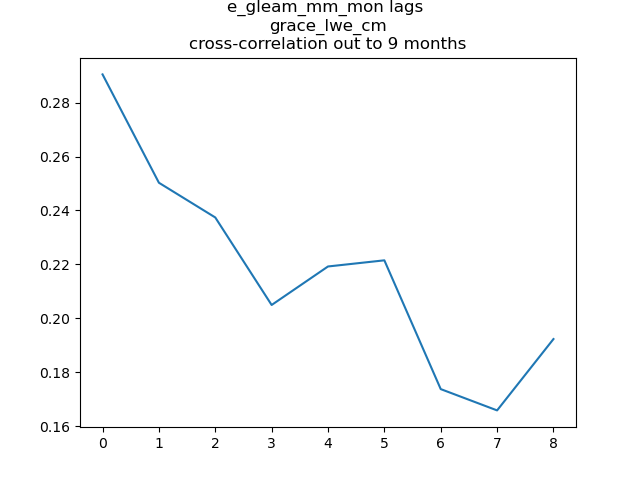 e_gleam_mm_mon lags
grace_lwe_cm
cross-correlation out to 9 months
0.28
0.26
0.24
0.22
0.20
0.18
0.16
0 1 2 3 4 5 6 7 8